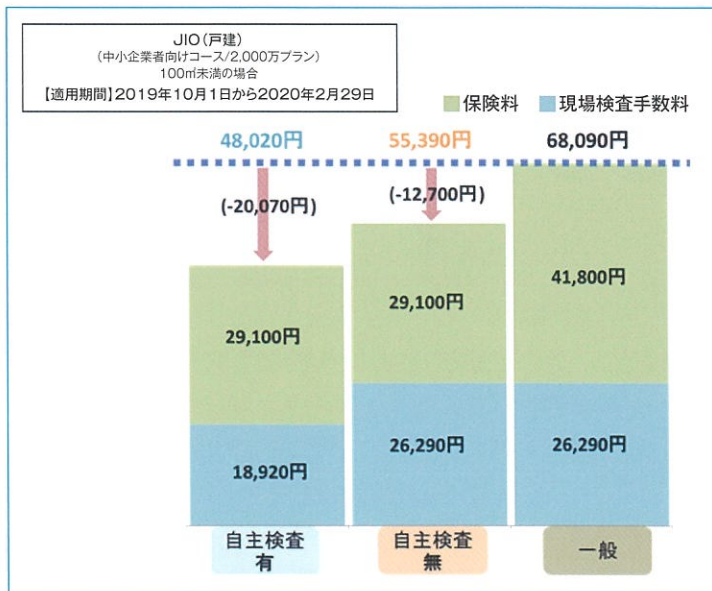 JIO(戸建)
(中小企業者向けコース/2,000万プラン)
100㎡未満の場合
【適用期間】2019年10月1日から2020年2月29日
保険料 現場検査手数料
48,020円 55,390円 68,090円
(-20,070円) (-12,700円)
29,100円 29,100円 41,800円
18,920円 26,290円 26,290円
自主検査
有
自主検査
無
一般